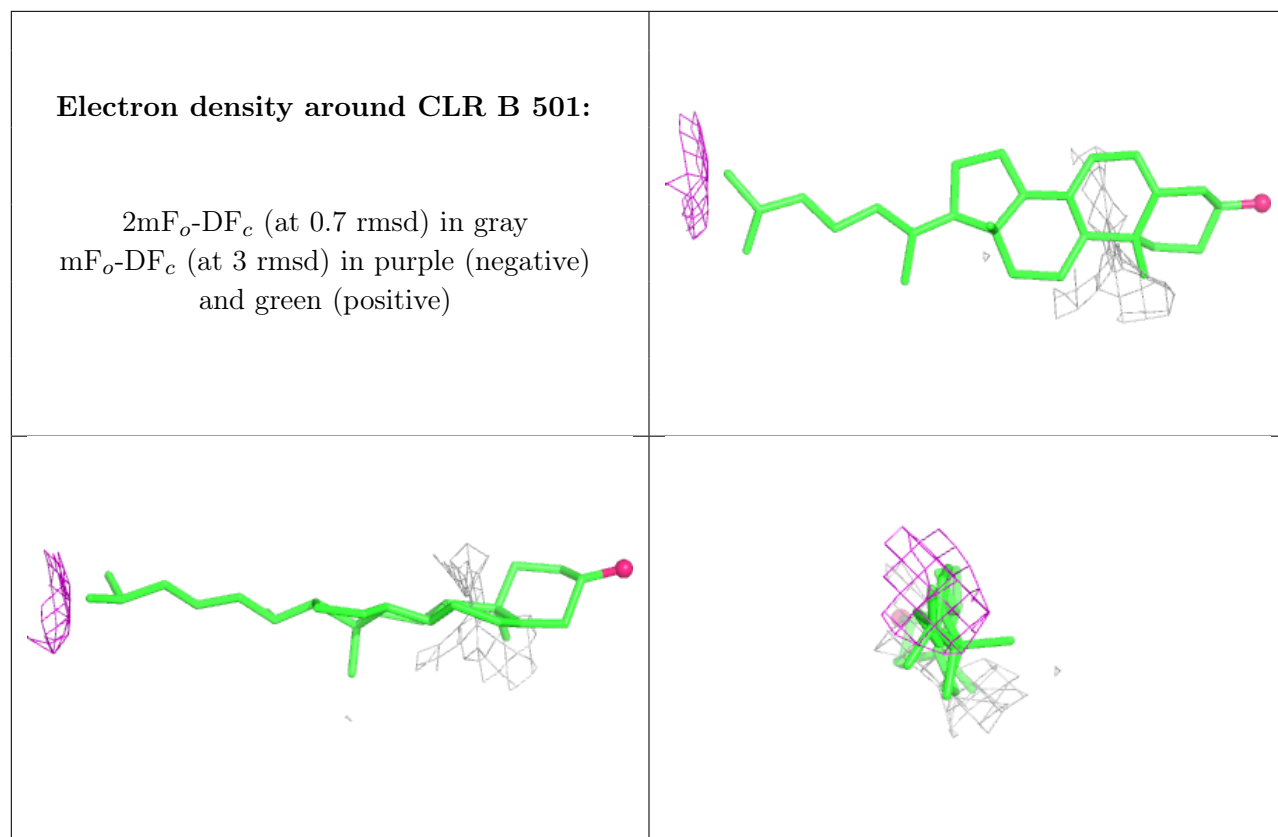 Electron density around CLR B 501:
2mFo-DFc (at 0.7 rmsd) in gray
mFo-DFc (at 3 rmsd) in purple (negative)
and green (positive)